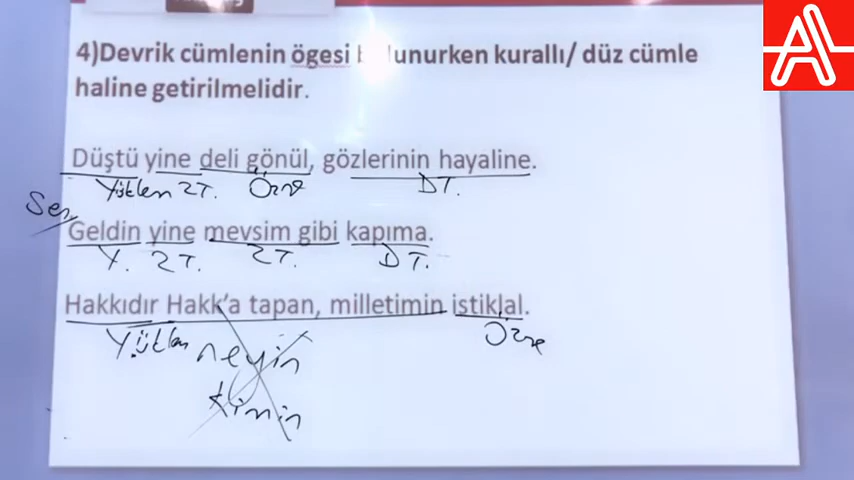 4)Devrik cümlenin ögesi b lunurken kurallı/ düz cümle
haline getirilmelidir.
Düştü yine deli gönül, gözlerinin hayaline.
Yüklem ZT. Özne DT.
Sen
Geldin yine mevsim gibi kapıma.
Y. ZT. ZT. DT.
Hakkıdır Hakk'a tapan, milletimin istiklal.
Yüklem neyin Özne
kimin